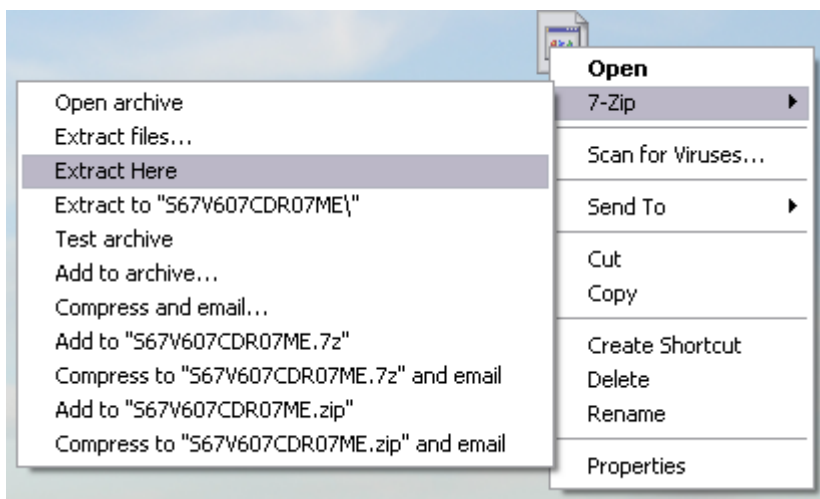 Open
7-Zip
Scan for Viruses...
Send To
Cut
Copy
Create Shortcut
Delete
Rename
Properties
Open archive
Extract files...
Extract Here
Extract to "S67V607CDR07ME\"
Test archive
Add to archive...
Compress and email...
Add to "S67V607CDR07ME.7z"
Compress to "S67V607CDR07ME.7z" and email
Add to "S67V607CDR07ME.zip"
Compress to "S67V607CDR07ME.zip" and email